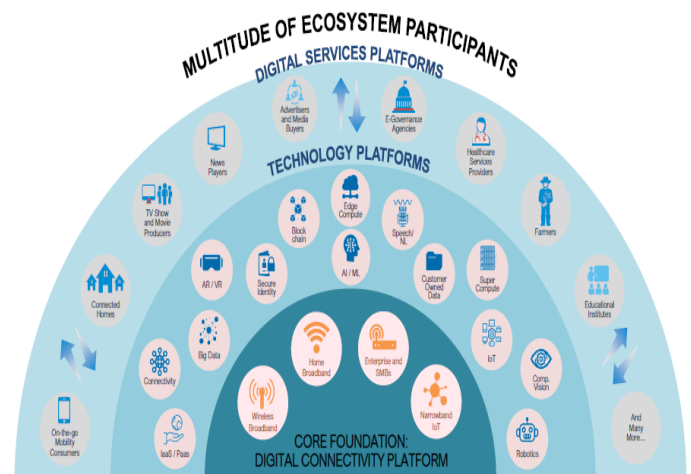 MULTITUDE OF ECOSYSTEM PARTICIPANTS
DIGITAL SERVICES PLATFORMS
Advertisers
and Media
Buyers
E-Governance
Agencies
News
Players
Healthcare
Services
Providers
TV Show
and Movie
Producers
Farmers
Connected
Homes
Educational
Institutes
On-the-go
Mobility
Consumers
And
Many
More...
TECHNOLOGY PLATFORMS
Edge
Compute
Block
chain
Speech/
NL
AI / ML
AR / VR
Secure
Identity
Customer
Owned
Data
Super
Compute
Big Data
IoT
Connectivity
Comp.
Vision
IaaS / Paas
Robotics
Home
Broadband
Enterprise and
SMBs
Wireless
Broadband
Narrowband
IoT
CORE FOUNDATION:
DIGITAL CONNECTIVITY PLATFORM